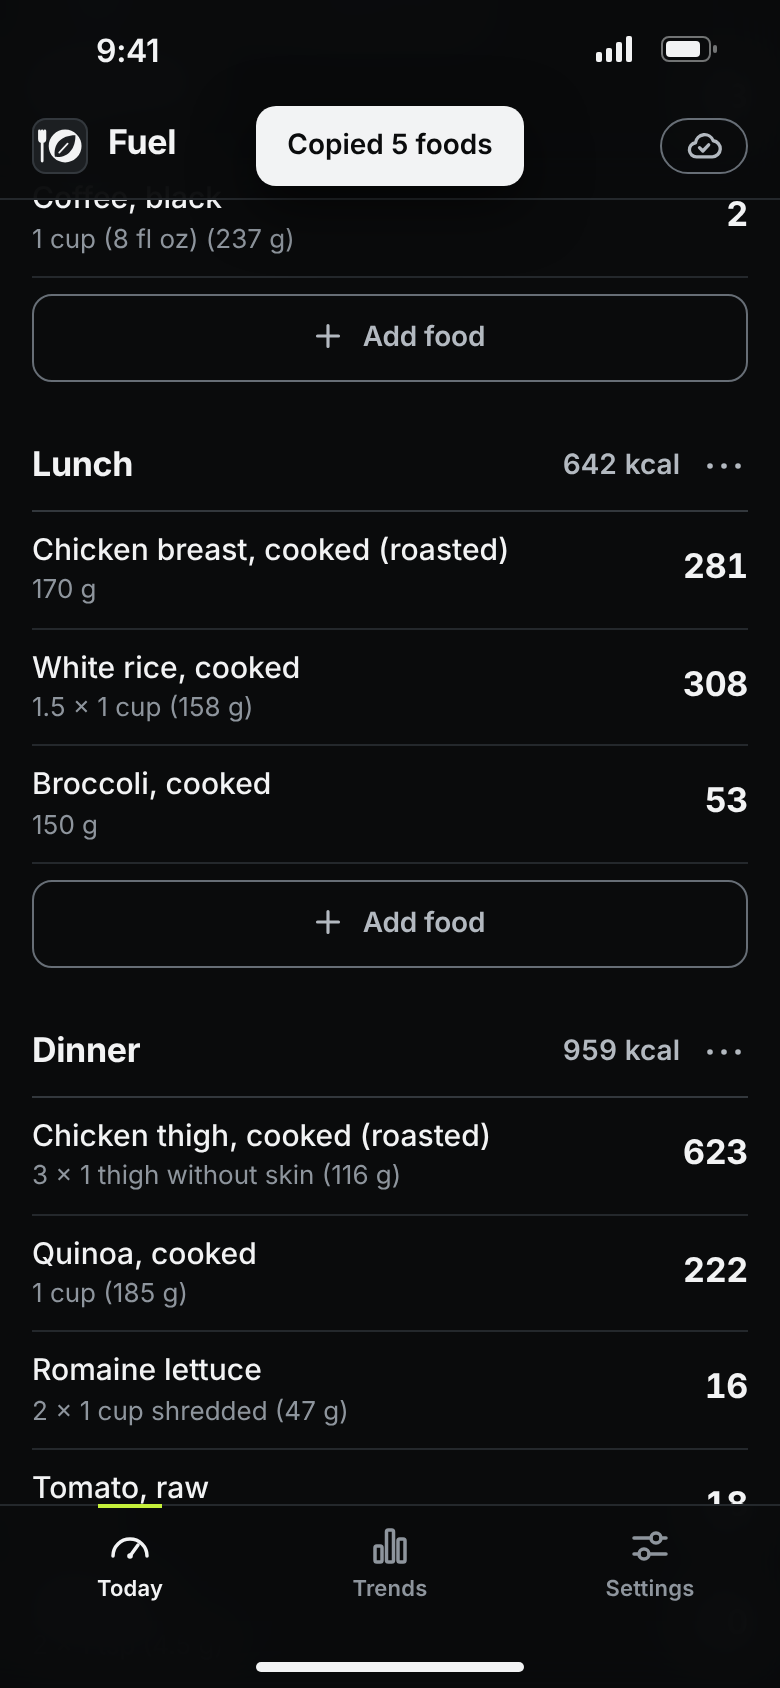 9:41
Fuel
Copied 5 foods
Coffee, black
2
1 cup (8 fl oz) (237 g)
Add food
Lunch
642 kcal
Chicken breast, cooked (roasted)
281
170 g
White rice, cooked
308
1.5 × 1 cup (158 g)
Broccoli, cooked
53
150 g
Add food
Dinner
959 kcal
Chicken thigh, cooked (roasted)
623
3 × 1 thigh without skin (116 g)
Quinoa, cooked
222
1 cup (185 g)
Romaine lettuce
16
2 × 1 cup shredded (47 g)
Tomato, raw
18
Today
Trends
Settings